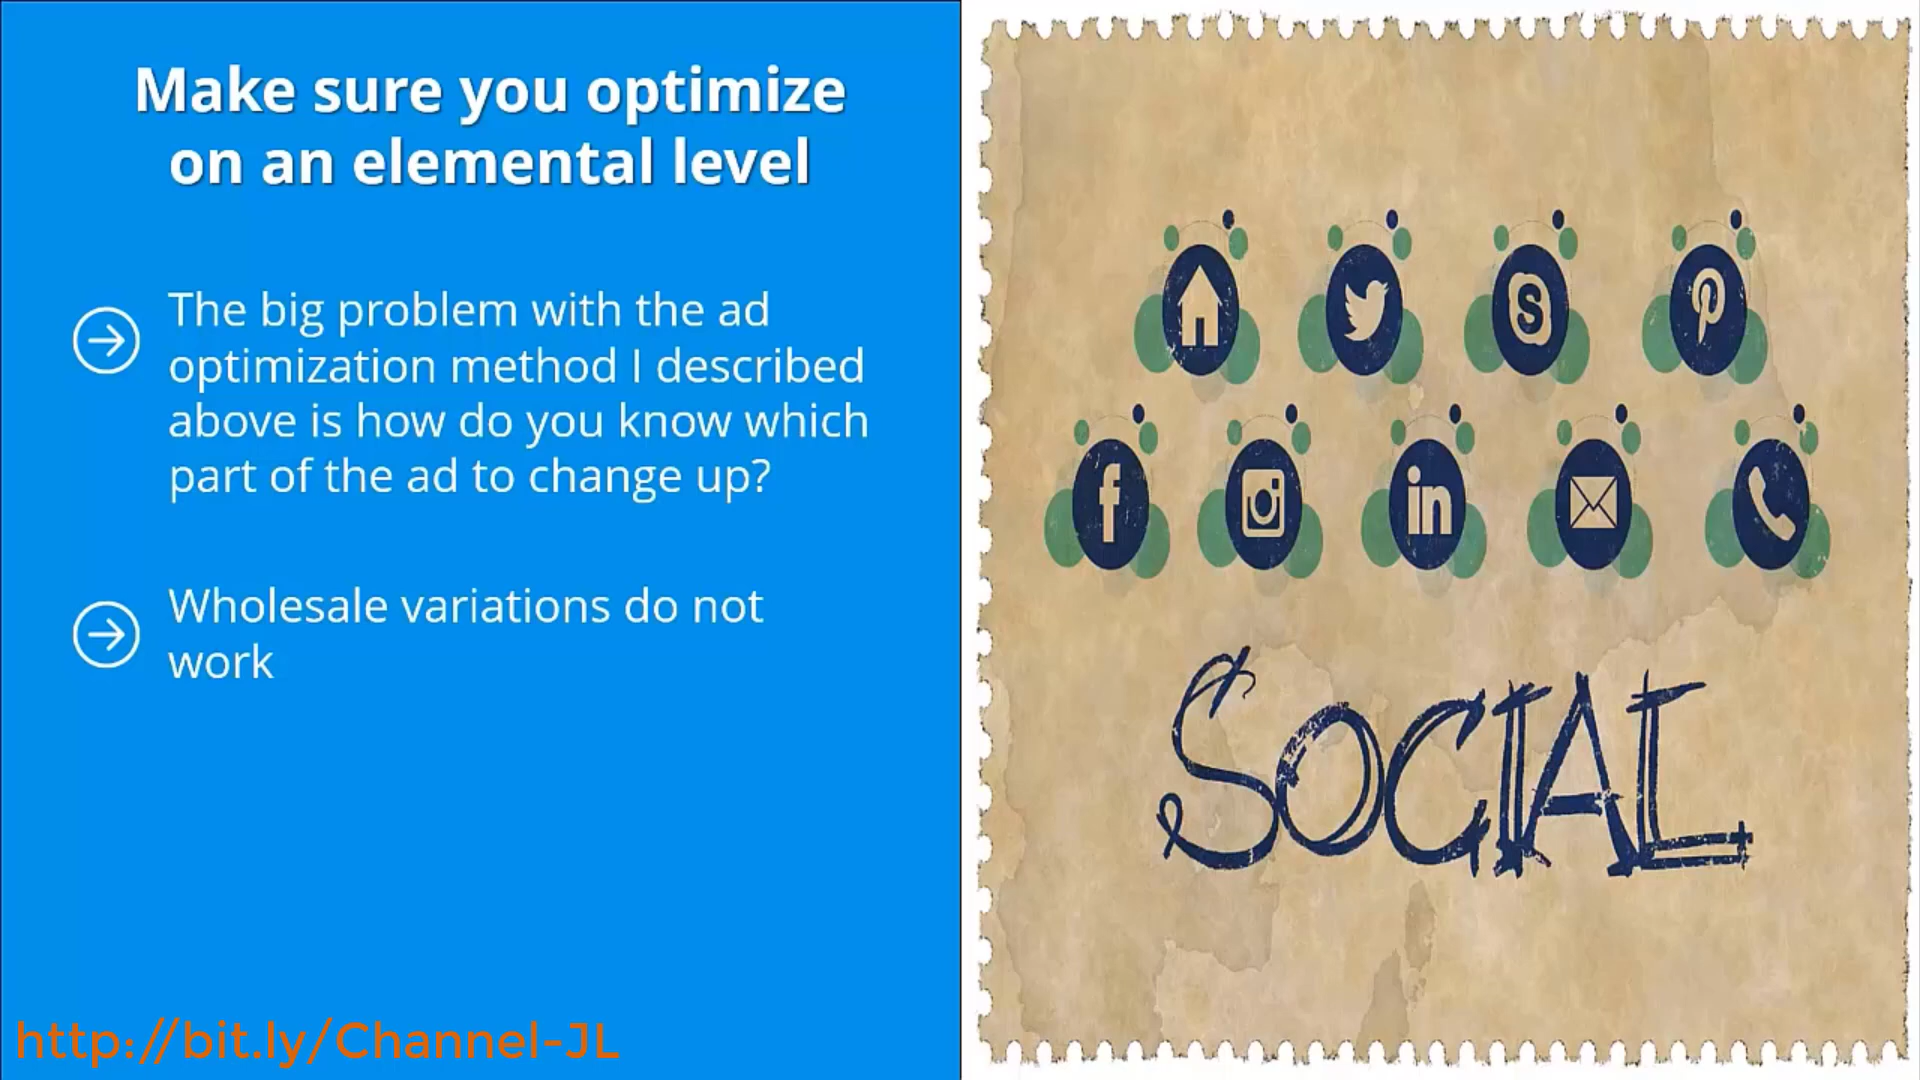 Make sure you optimize
on an elemental level
The big problem with the ad
optimization method I described
above is how do you know which
part of the ad to change up?
Wholesale variations do not
work
http://bit.ly/Channel-JL
SOCIAL